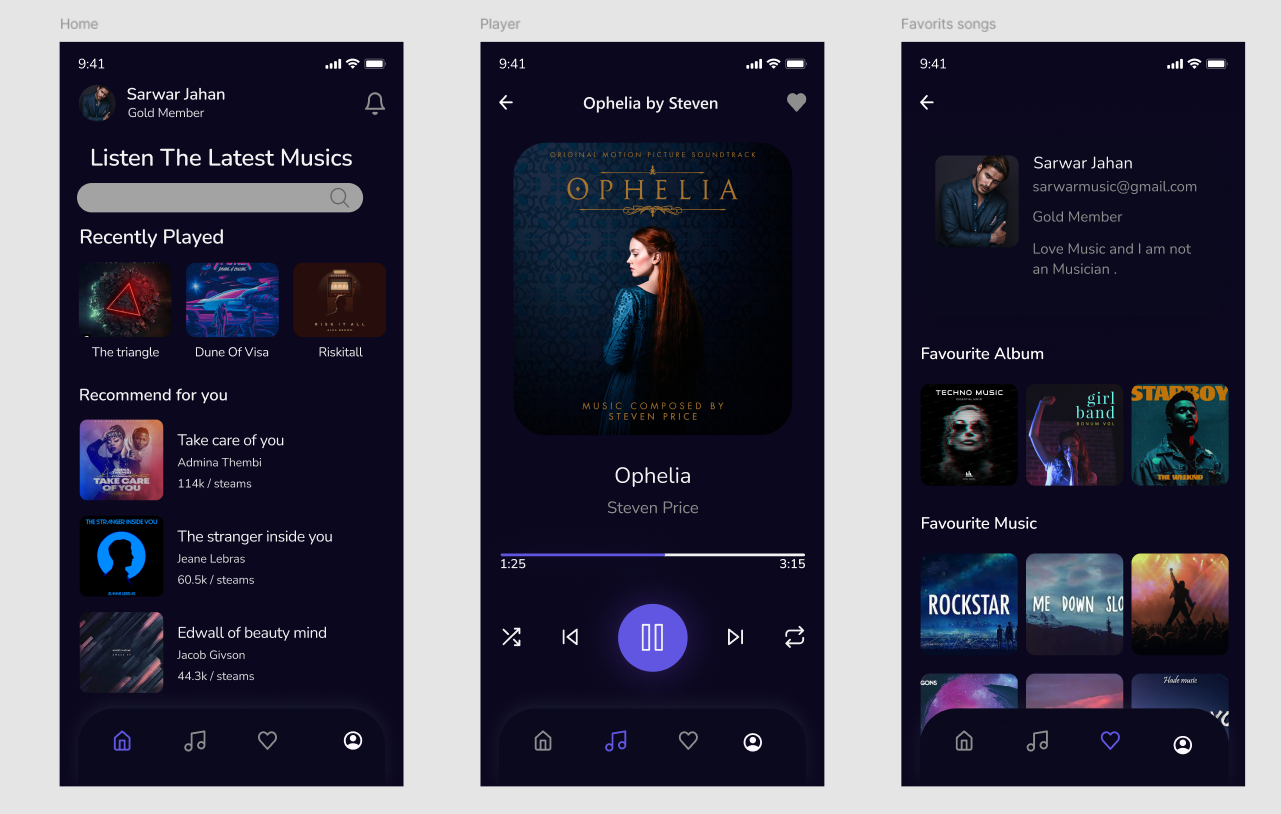 Home
9:41
Sarwar Jahan
Gold Member
Listen The Latest Musics
Recently Played
RISK IT ALL
The triangle
Dune Of Visa
Riskitall
Recommend for you
TAKE CARE
OF YOU
Take care of you
Admina Thembi
114k / steams
THE STRANGER INSIDE YOU
The stranger inside you
Jeane Lebras
60.5k / steams
Edwall of beauty mind
Jacob Givson
44.3k / steams
Player
9:41
Ophelia by Steven
ORIGINAL MOTION PICTURE SOUNDTRACK
OPHELIA
MUSIC COMPOSED BY
STEVEN PRICE
Ophelia
Steven Price
1:25
3:15
Favorits songs
9:41
Sarwar Jahan
sarwarmusic@gmail.com
Gold Member
Love Music and I am not
an Musician .
Favourite Album
TECHNO MUSIC
girl
band
BONUM VOL
STARBOY
THE WEEKND
Favourite Music
ROCKSTAR
ME DOWN SLO
GONS
Hade music